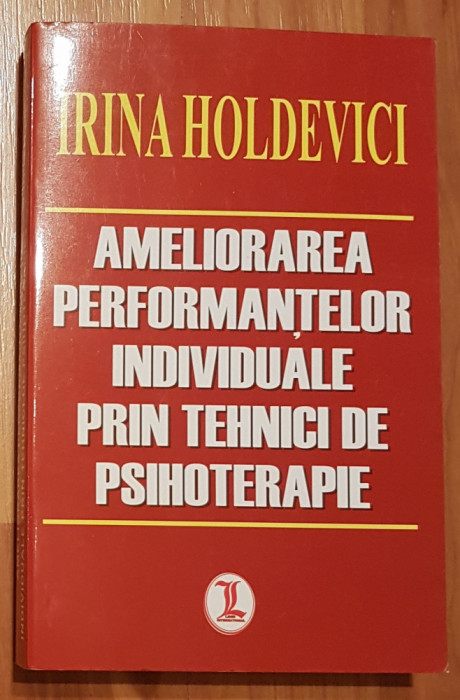 IRINA HOLDEVICI
AMELIORAREA
PERFORMANȚELOR
INDIVIDUALE
PRIN TEHNICI DE
PSIHOTERAPIE
L